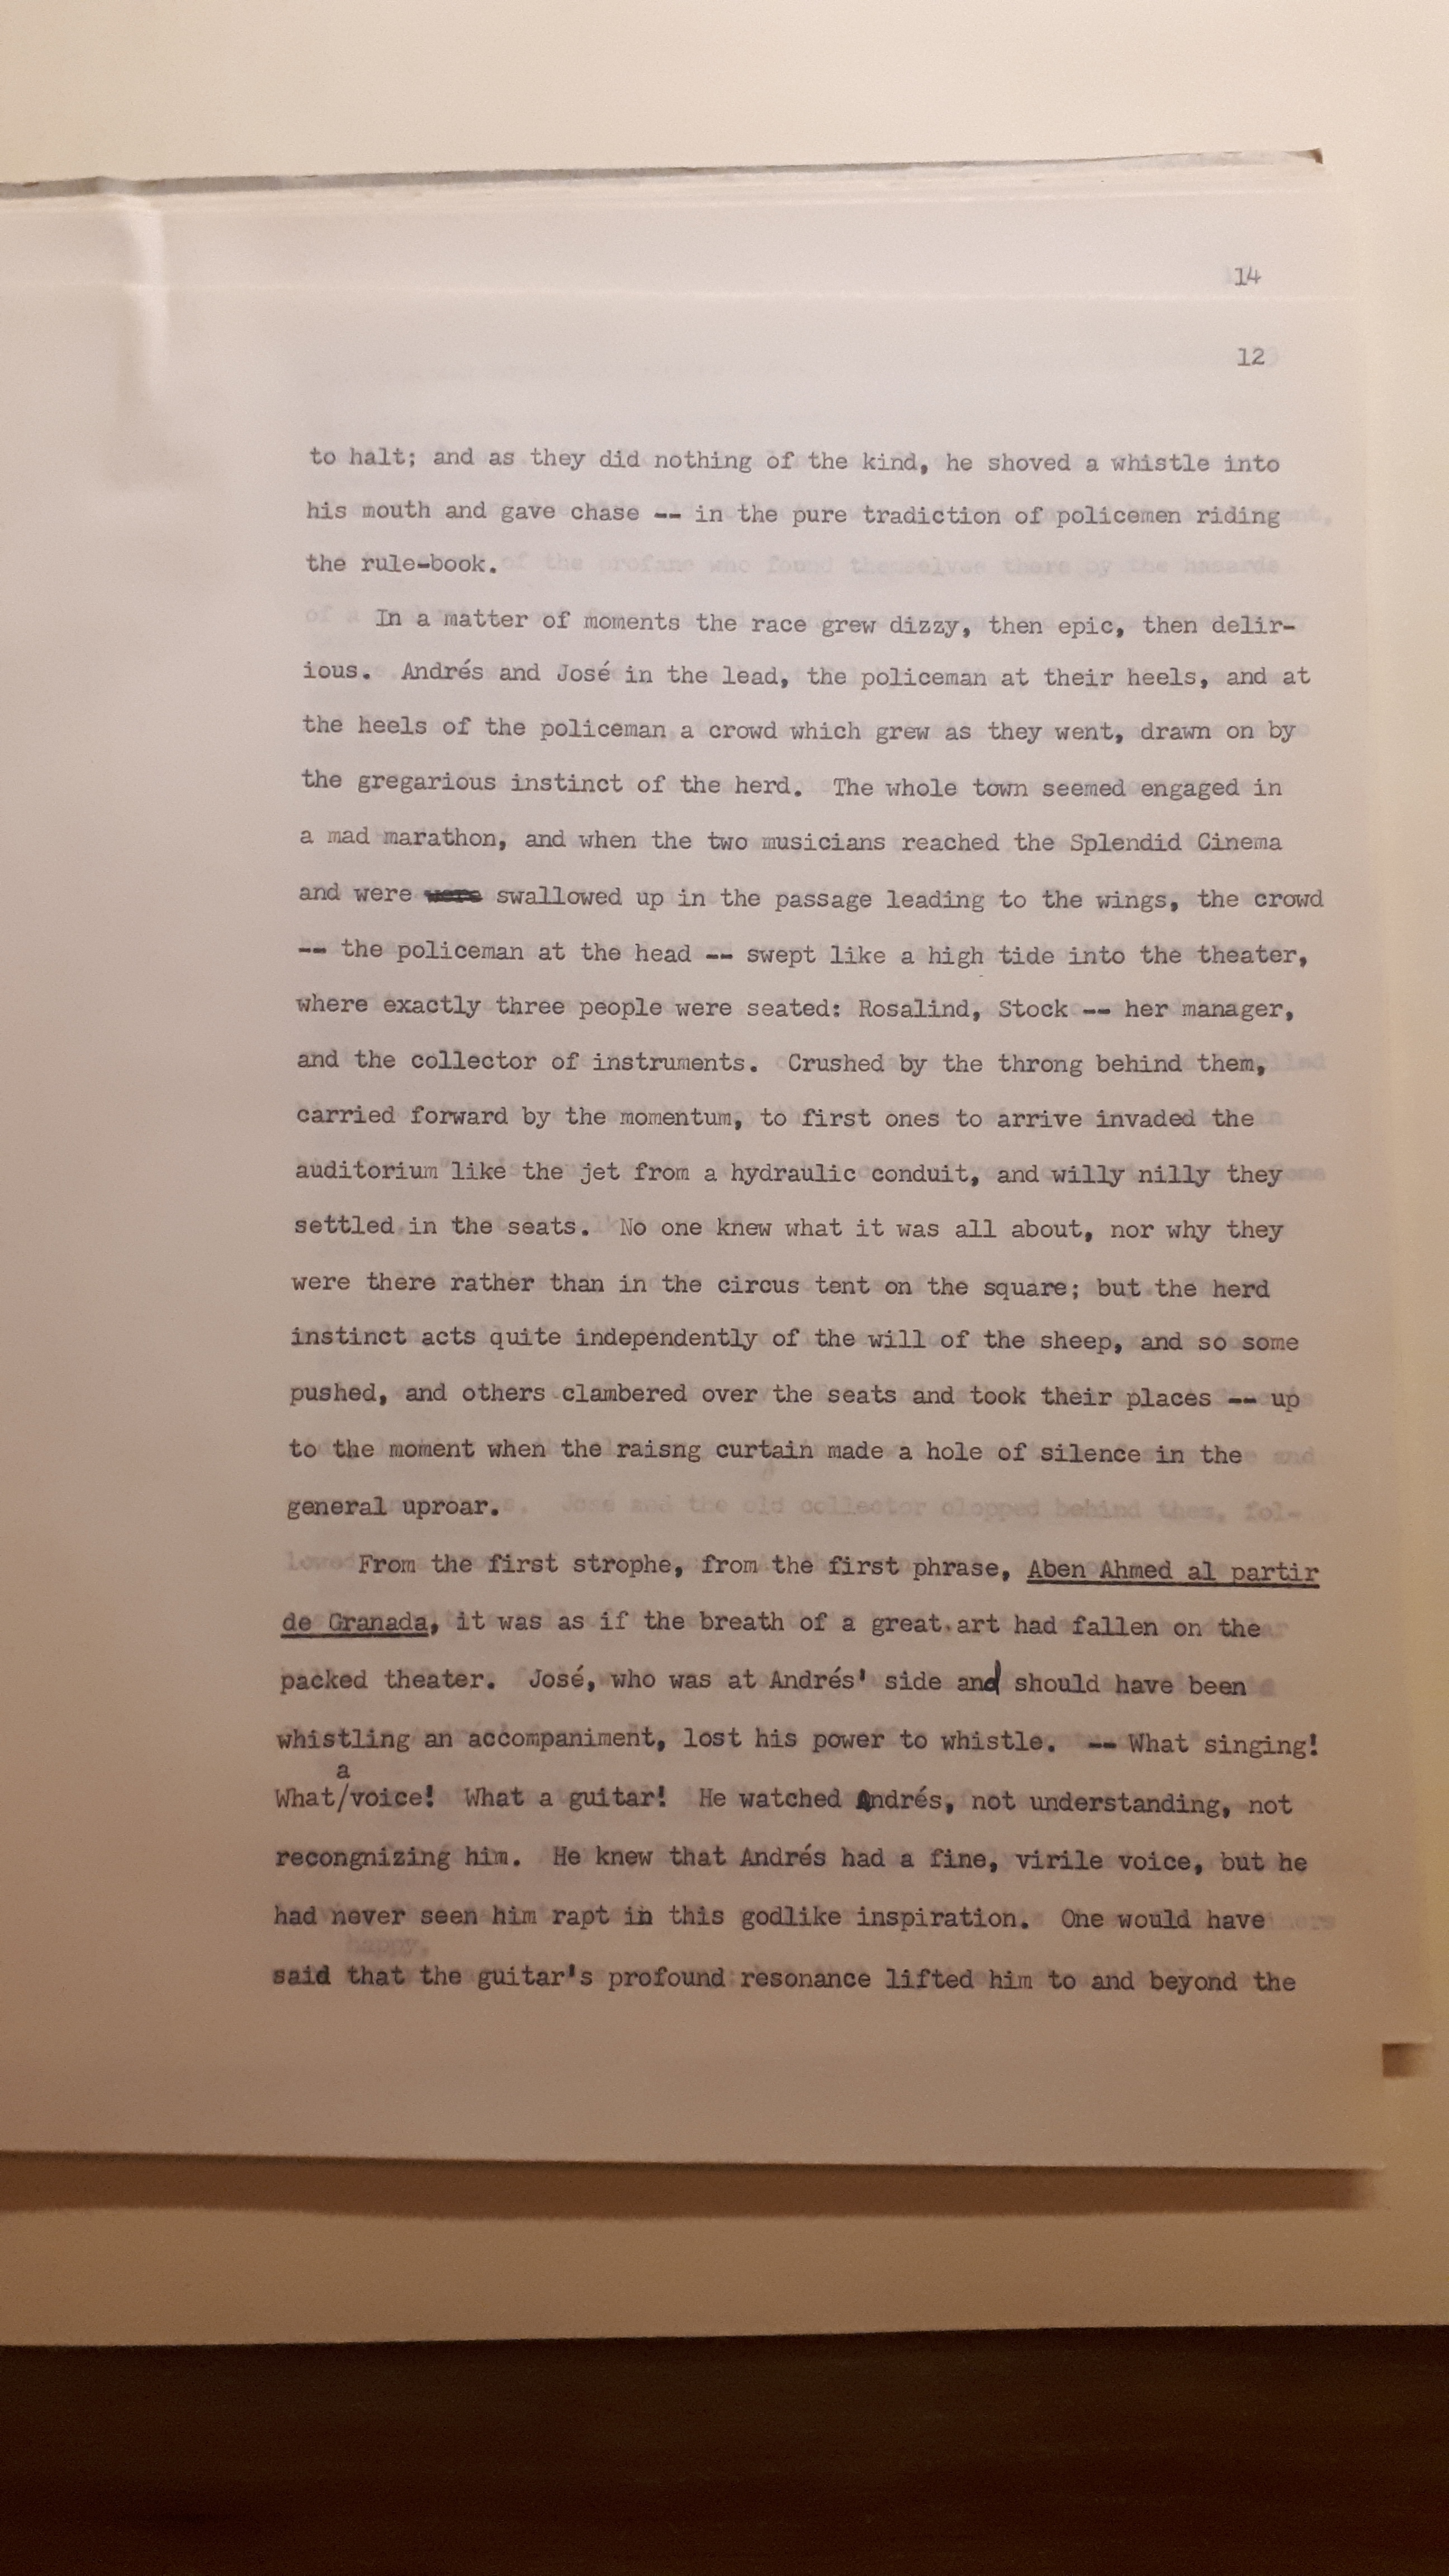 14
12
to halt; and as they did nothing of the kind, he shoved a whistle into
his mouth and gave chase -- in the pure tradiction of policemen riding
the rule-book.
In a matter of moments the race grew dizzy, then epic, then delir-
ious. Andrés and José in the lead, the policeman at their heels, and at
the heels of the policeman a crowd which grew as they went, drawn on by
the gregarious instinct of the herd. The whole town seemed engaged in
a mad marathon, and when the two musicians reached the Splendid Cinema
and were were swallowed up in the passage leading to the wings, the crowd
-- the policeman at the head -- swept like a high tide into the theater,
where exactly three people were seated: Rosalind, Stock -- her manager,
and the collector of instruments. Crushed by the throng behind them,
carried forward by the momentum, to first ones to arrive invaded the
auditorium like the jet from a hydraulic conduit, and willy nilly they
settled in the seats. No one knew what it was all about, nor why they
were there rather than in the circus tent on the square; but the herd
instinct acts quite independently of the will of the sheep, and so some
pushed, and others clambered over the seats and took their places -- up
to the moment when the raisng curtain made a hole of silence in the
general uproar.
From the first strophe, from the first phrase, Aben Ahmed al partir
de Granada, it was as if the breath of a great art had fallen on the
packed theater. José, who was at Andrés' side and should have been
whistling an accompaniment, lost his power to whistle. -- What singing!
a
What/voice! What a guitar! He watched Andrés, not understanding, not
recongnizing him. He knew that Andrés had a fine, virile voice, but he
had never seen him rapt in this godlike inspiration. One would have
said that the guitar's profound resonance lifted him to and beyond the